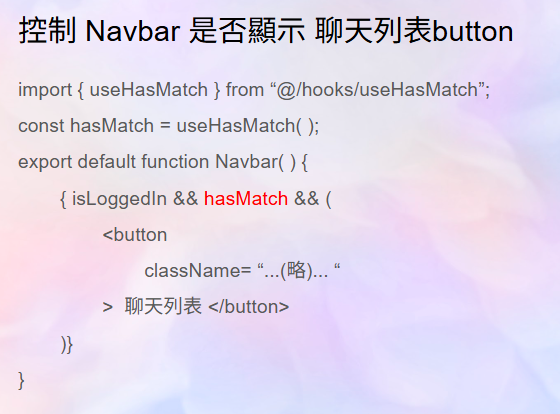 控制 Navbar 是否顯示 聊天列表button
import { useHasMatch } from “@/hooks/useHasMatch”;
const hasMatch = useHasMatch( );
export default function Navbar( ) {
{ isLoggedIn && hasMatch && (
<button
className= “...(略)... “
> 聊天列表 </button>
)}
}